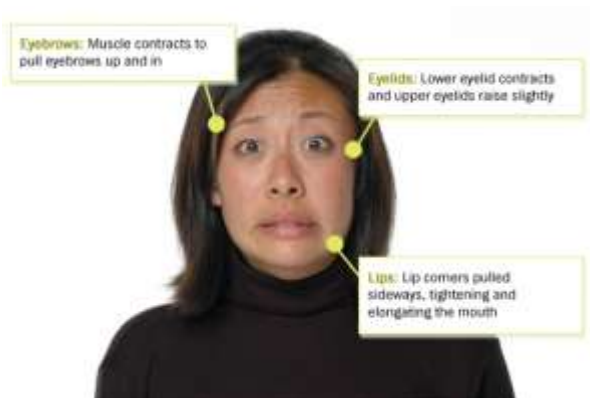 Eyebrows: Muscle contracts to
pull eyebrows up and in
Eyelids: Lower eyelid contracts
and upper eyelids raise slightly
Lips: Lip corners pulled
sideways, tightening and
elongating the mouth